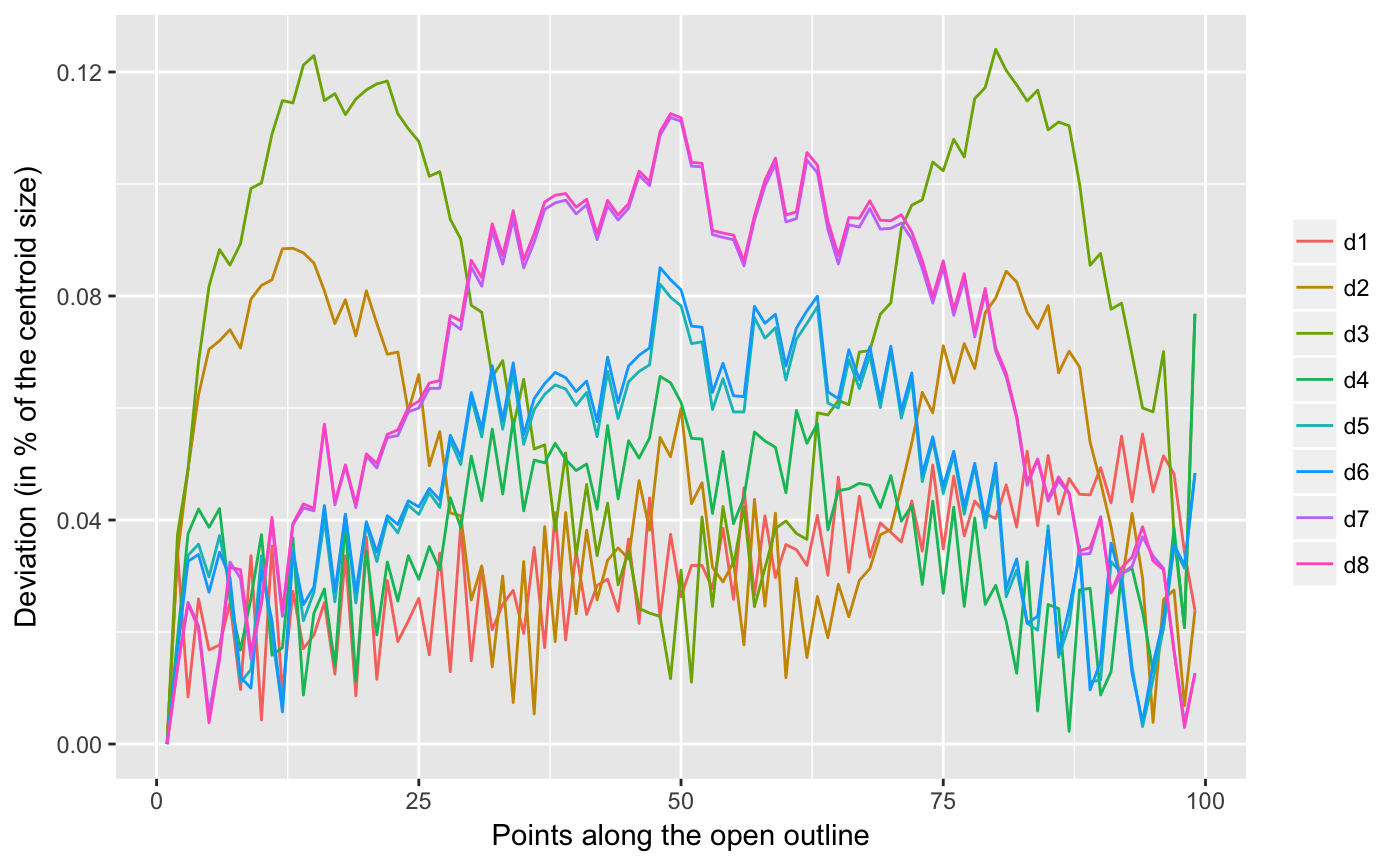 Deviation (in % of the centroid size)
0.12
0.08
0.04
0.00
0 25 50 75 100
Points along the open outline
d1
d2
d3
d4
d5
d6
d7
d8